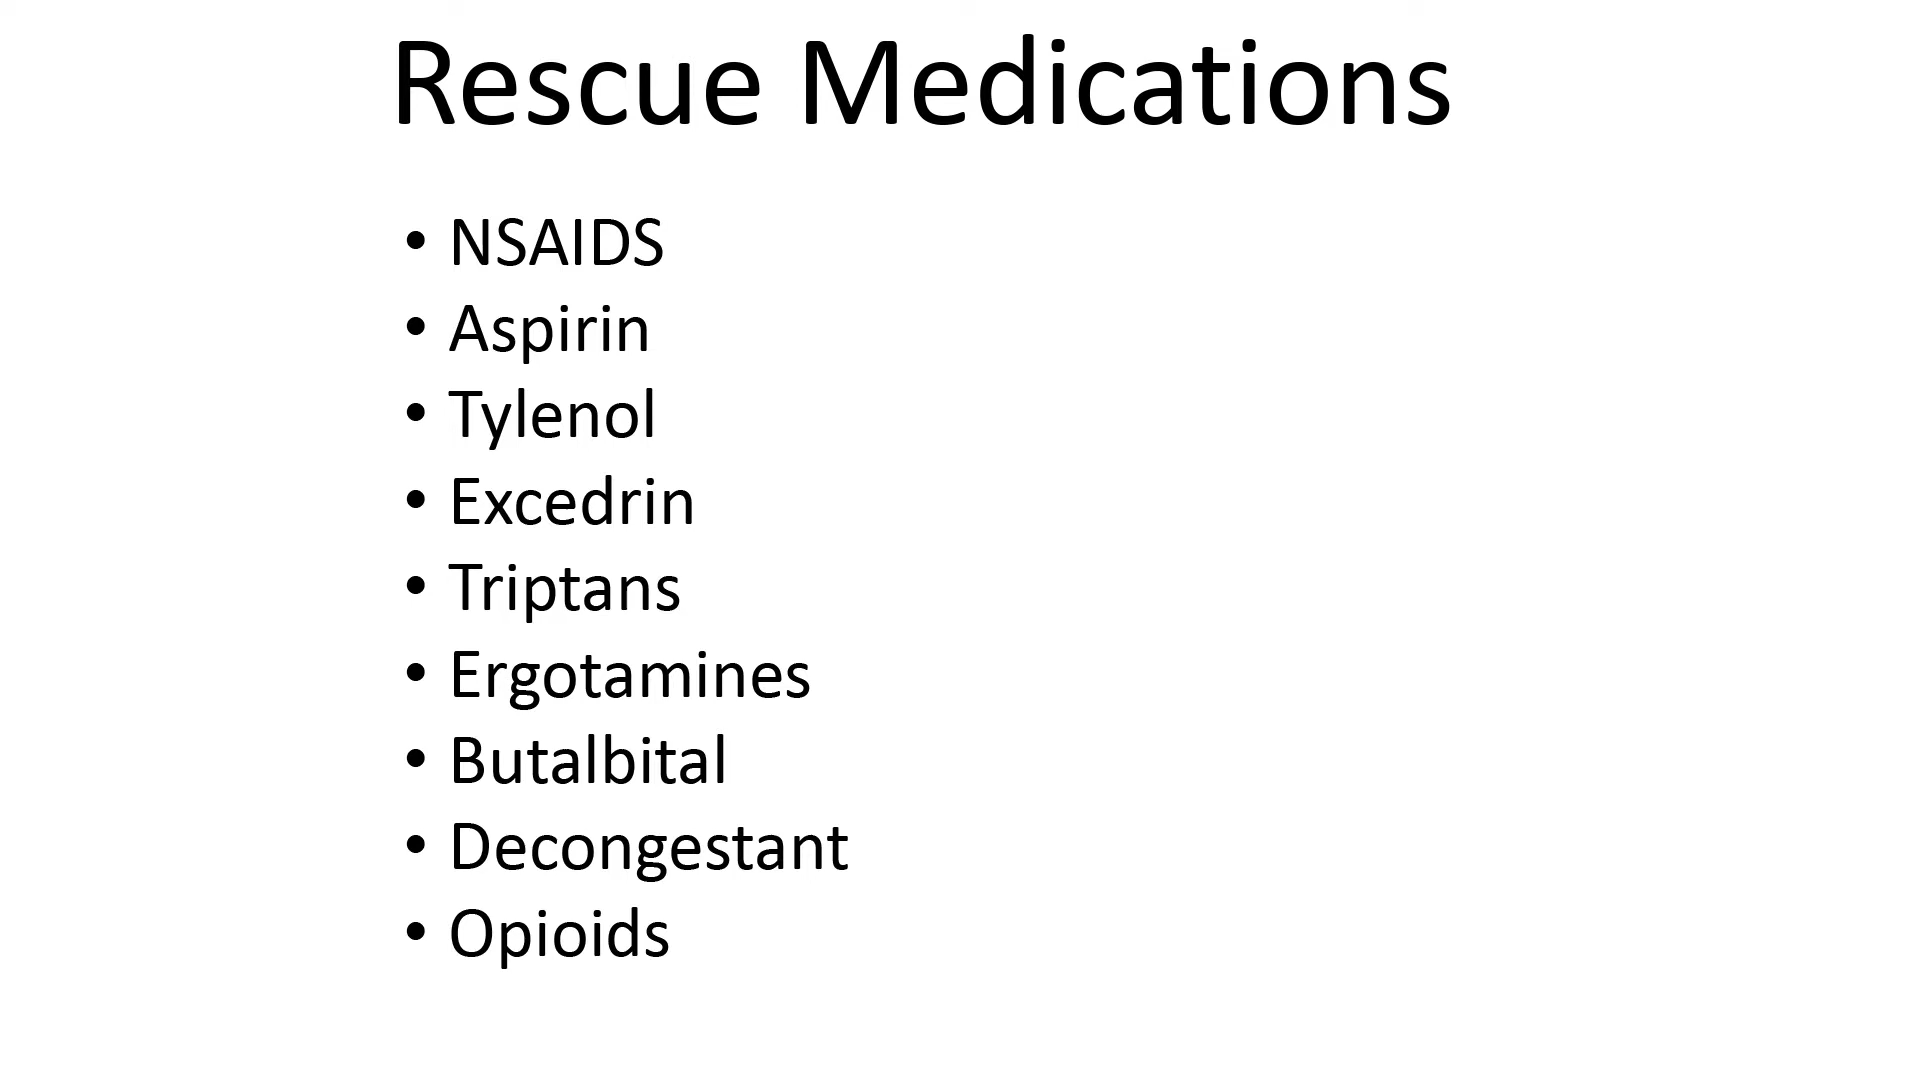 Rescue Medications
• NSAIDS
• Aspirin
• Tylenol
• Excedrin
• Triptans
• Ergotamines
• Butalbital
• Decongestant
• Opioids